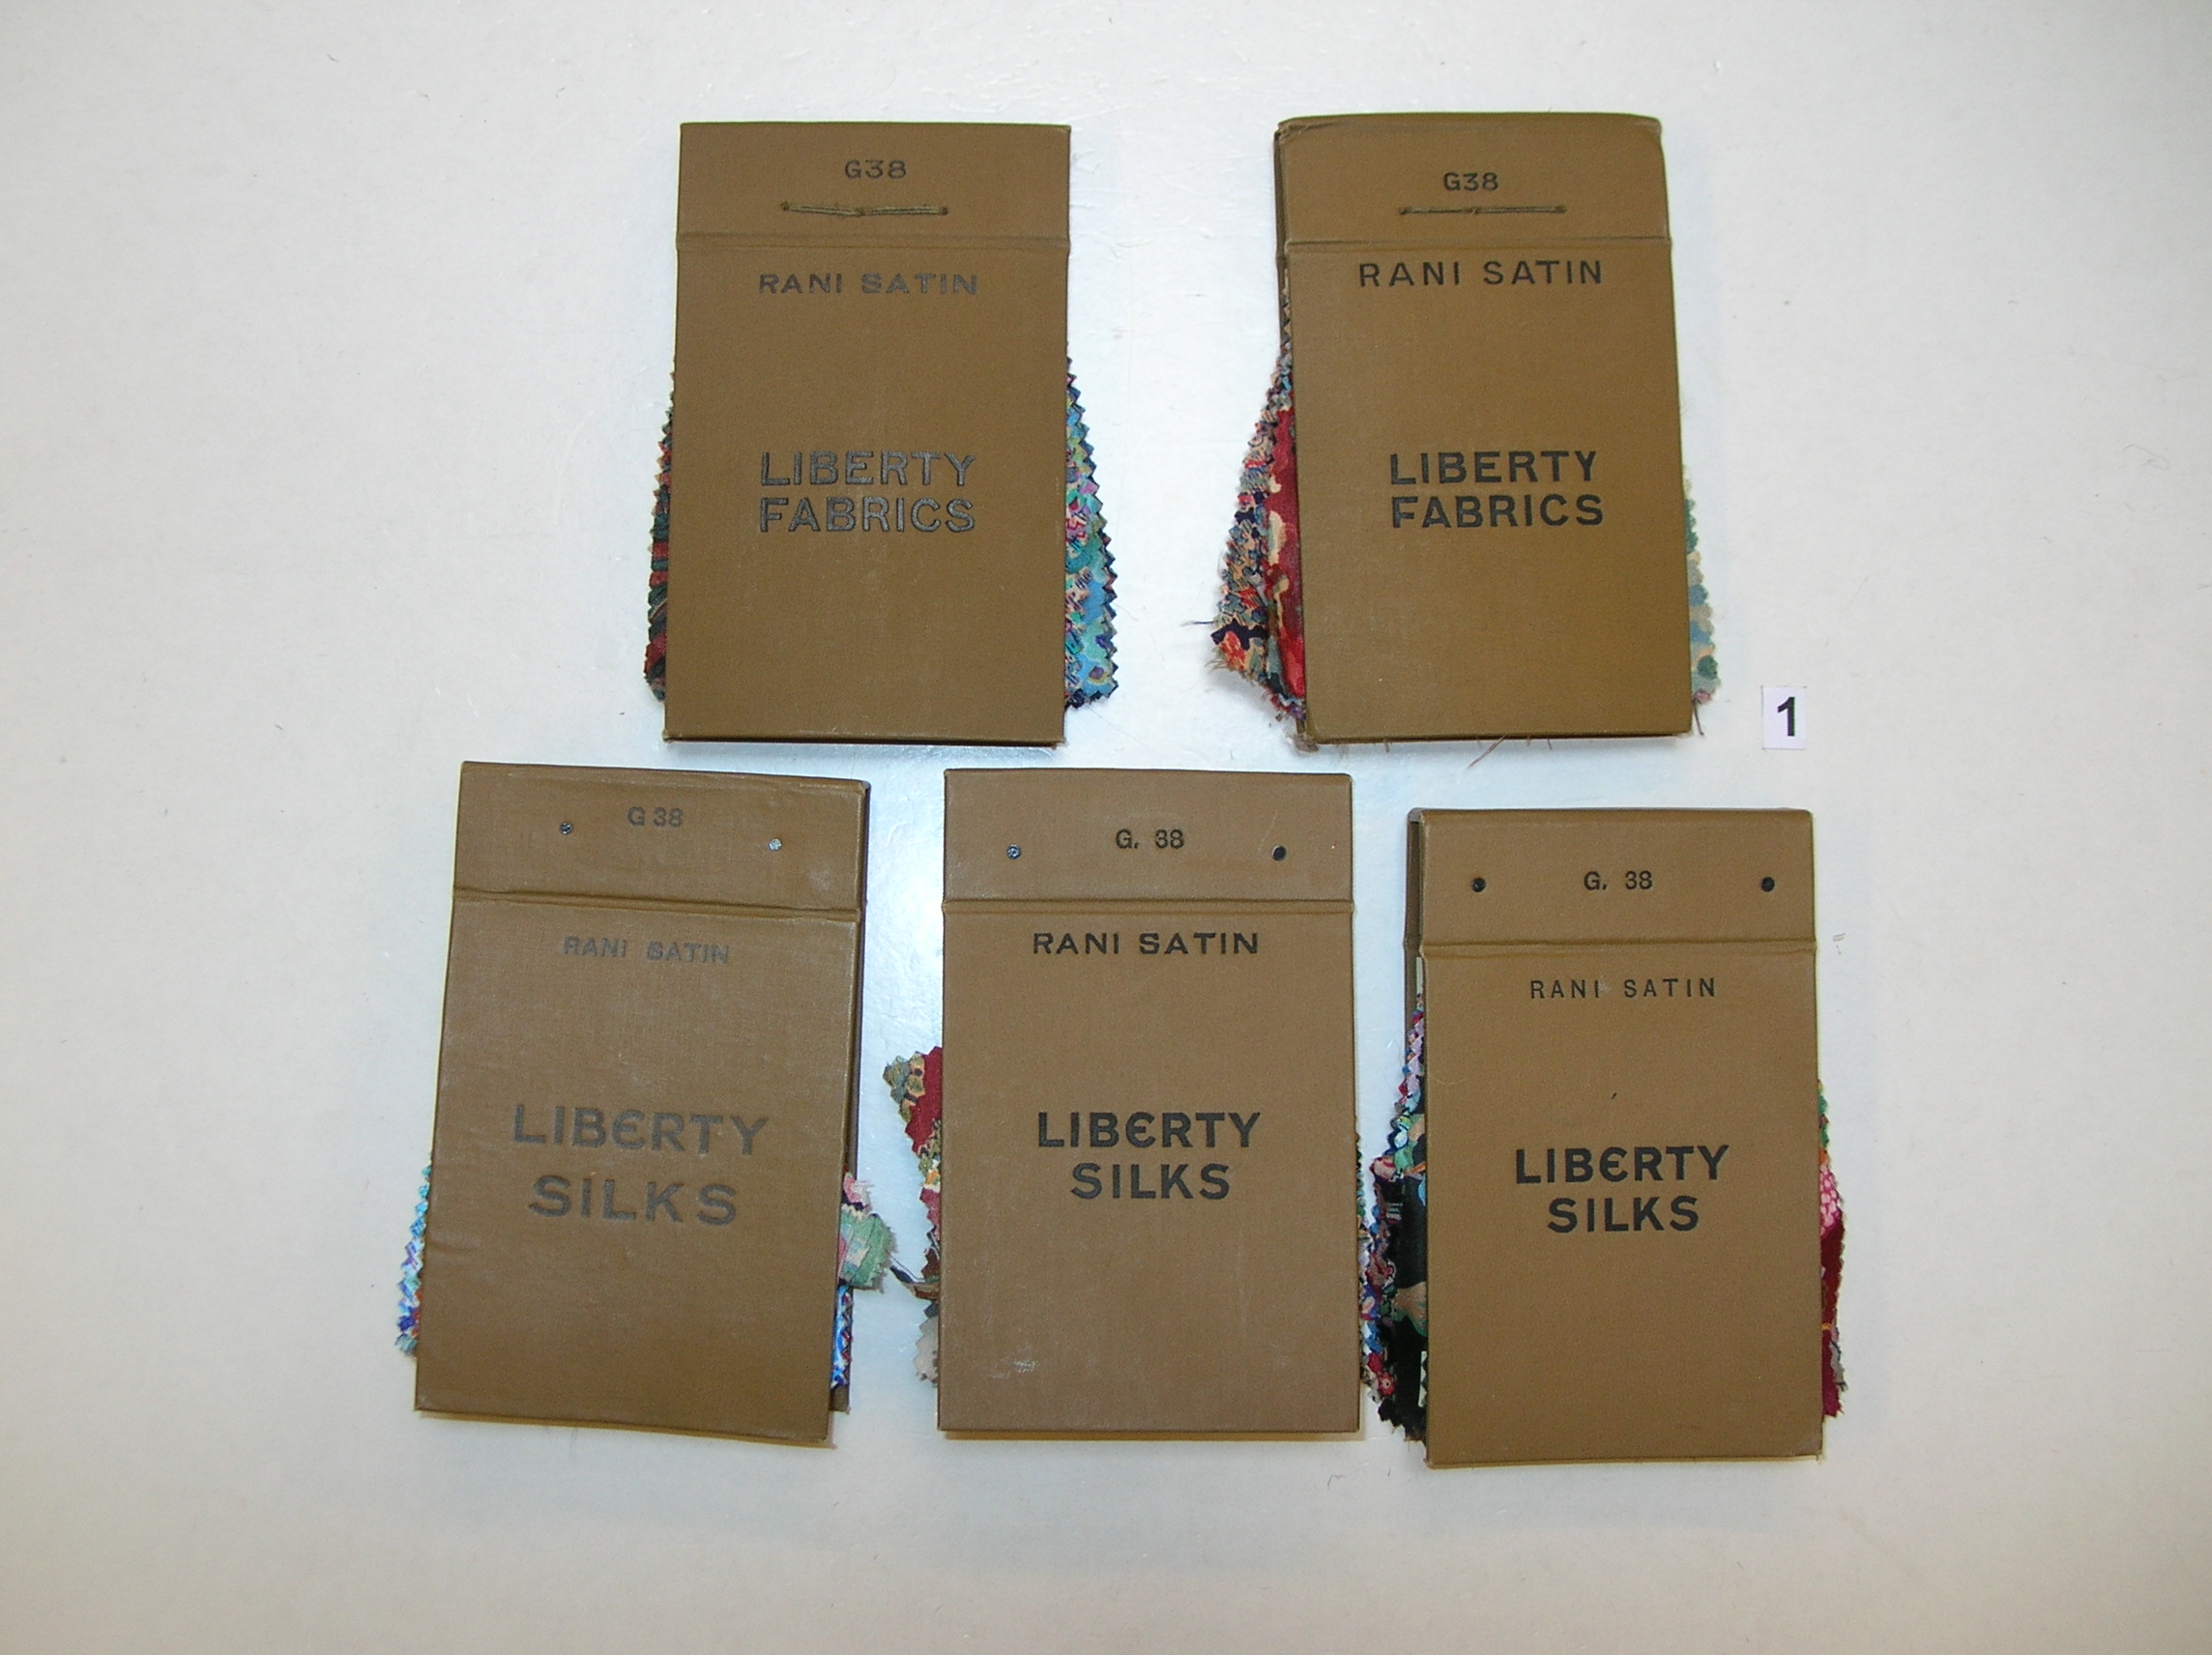 G38
RANI SATIN
LIBERTY
FABRICS
G38
RANI SATIN
LIBERTY
FABRICS
1
G 38
RANI SATIN
LIBERTY
SILKS
G. 38
RANI SATIN
LIBERTY
SILKS
G. 38
RANI SATIN
LIBERTY
SILKS